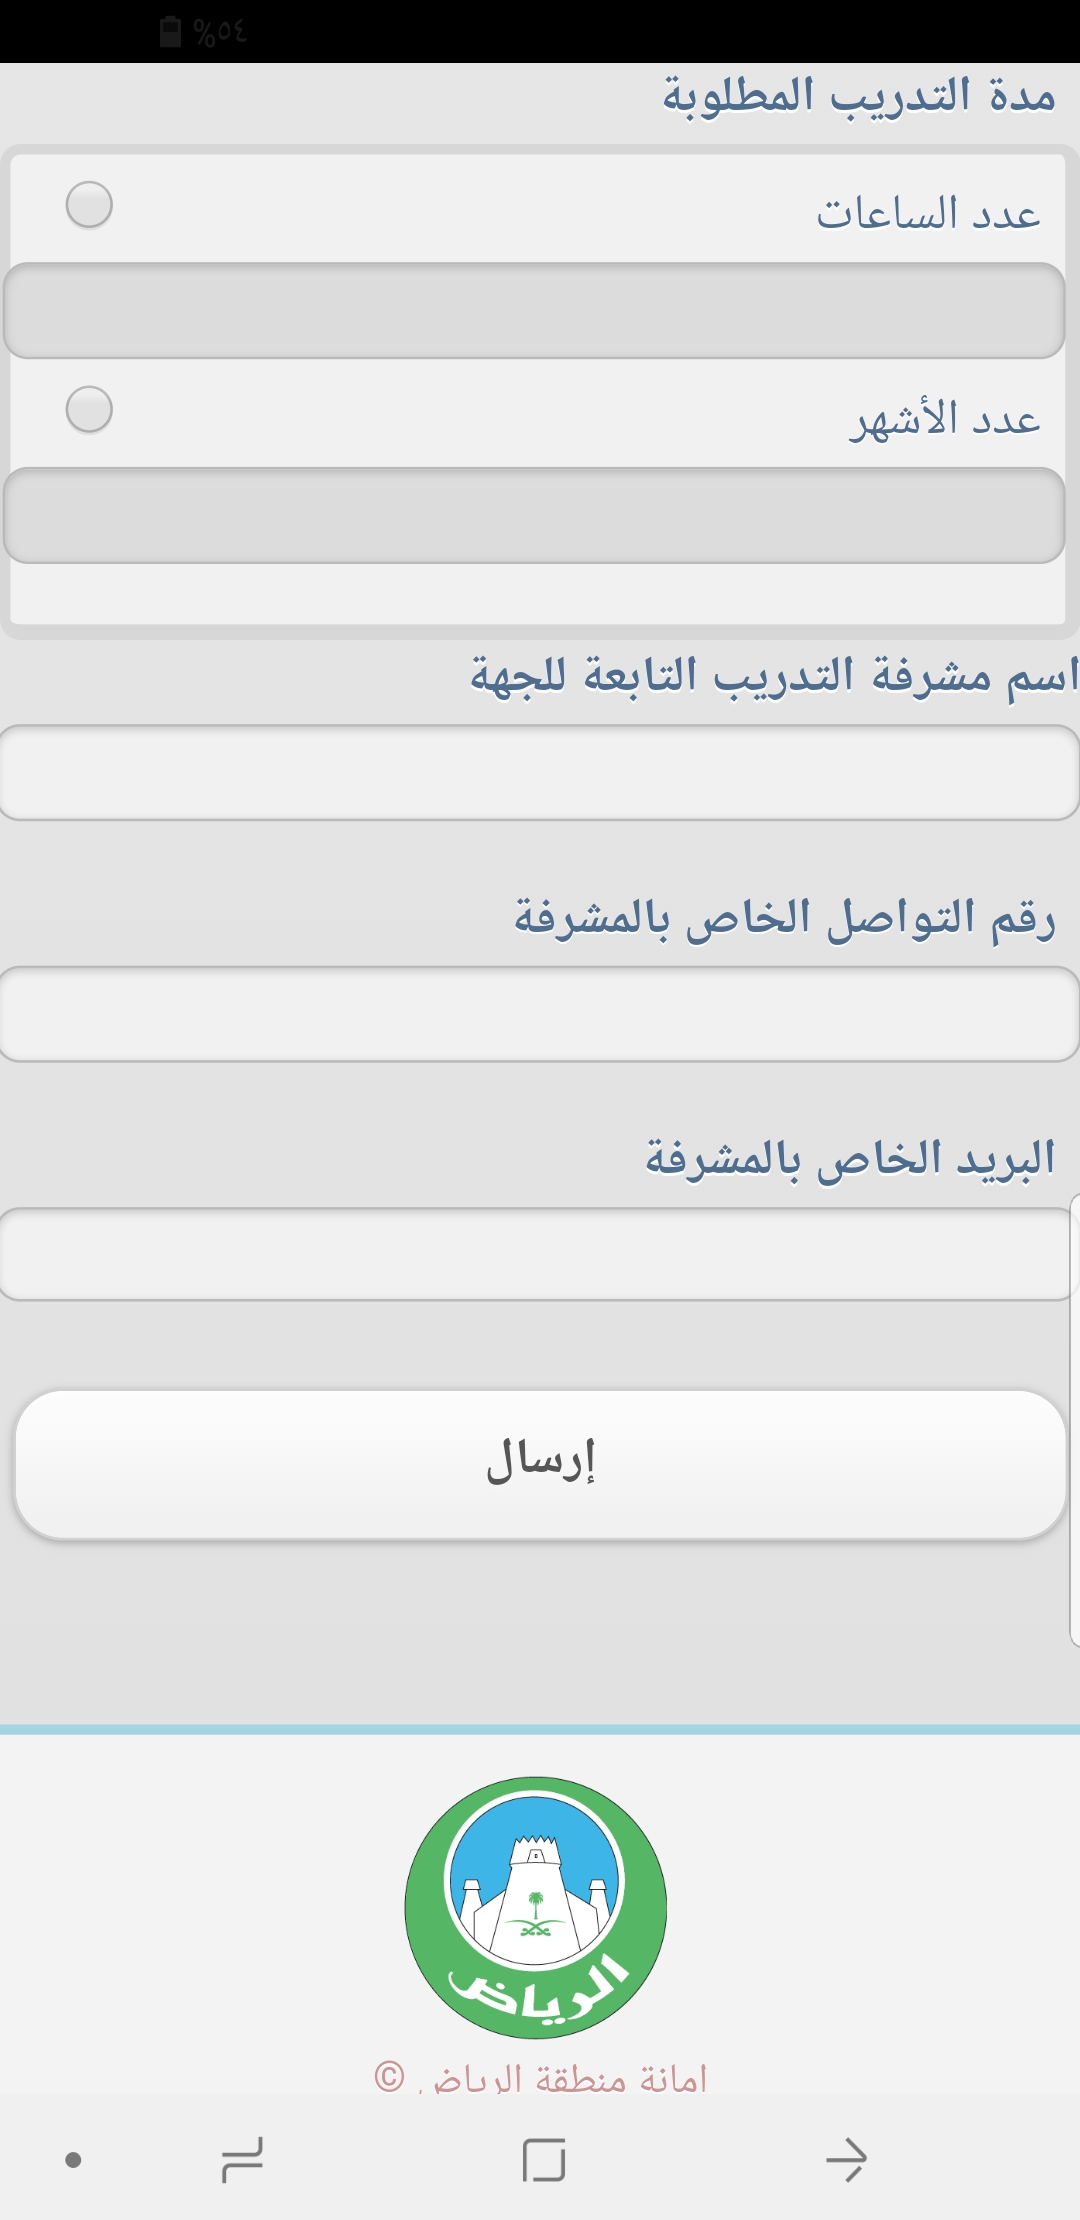 %٥٤
مدة التدريب المطلوبة
عدد الساعات
عدد الأشهر
اسم مشرفة التدريب التابعة للجهة
رقم التواصل الخاص بالمشرفة
البريد الخاص بالمشرفة
إرسال
الرياض
امانة منطقة الرياض ©